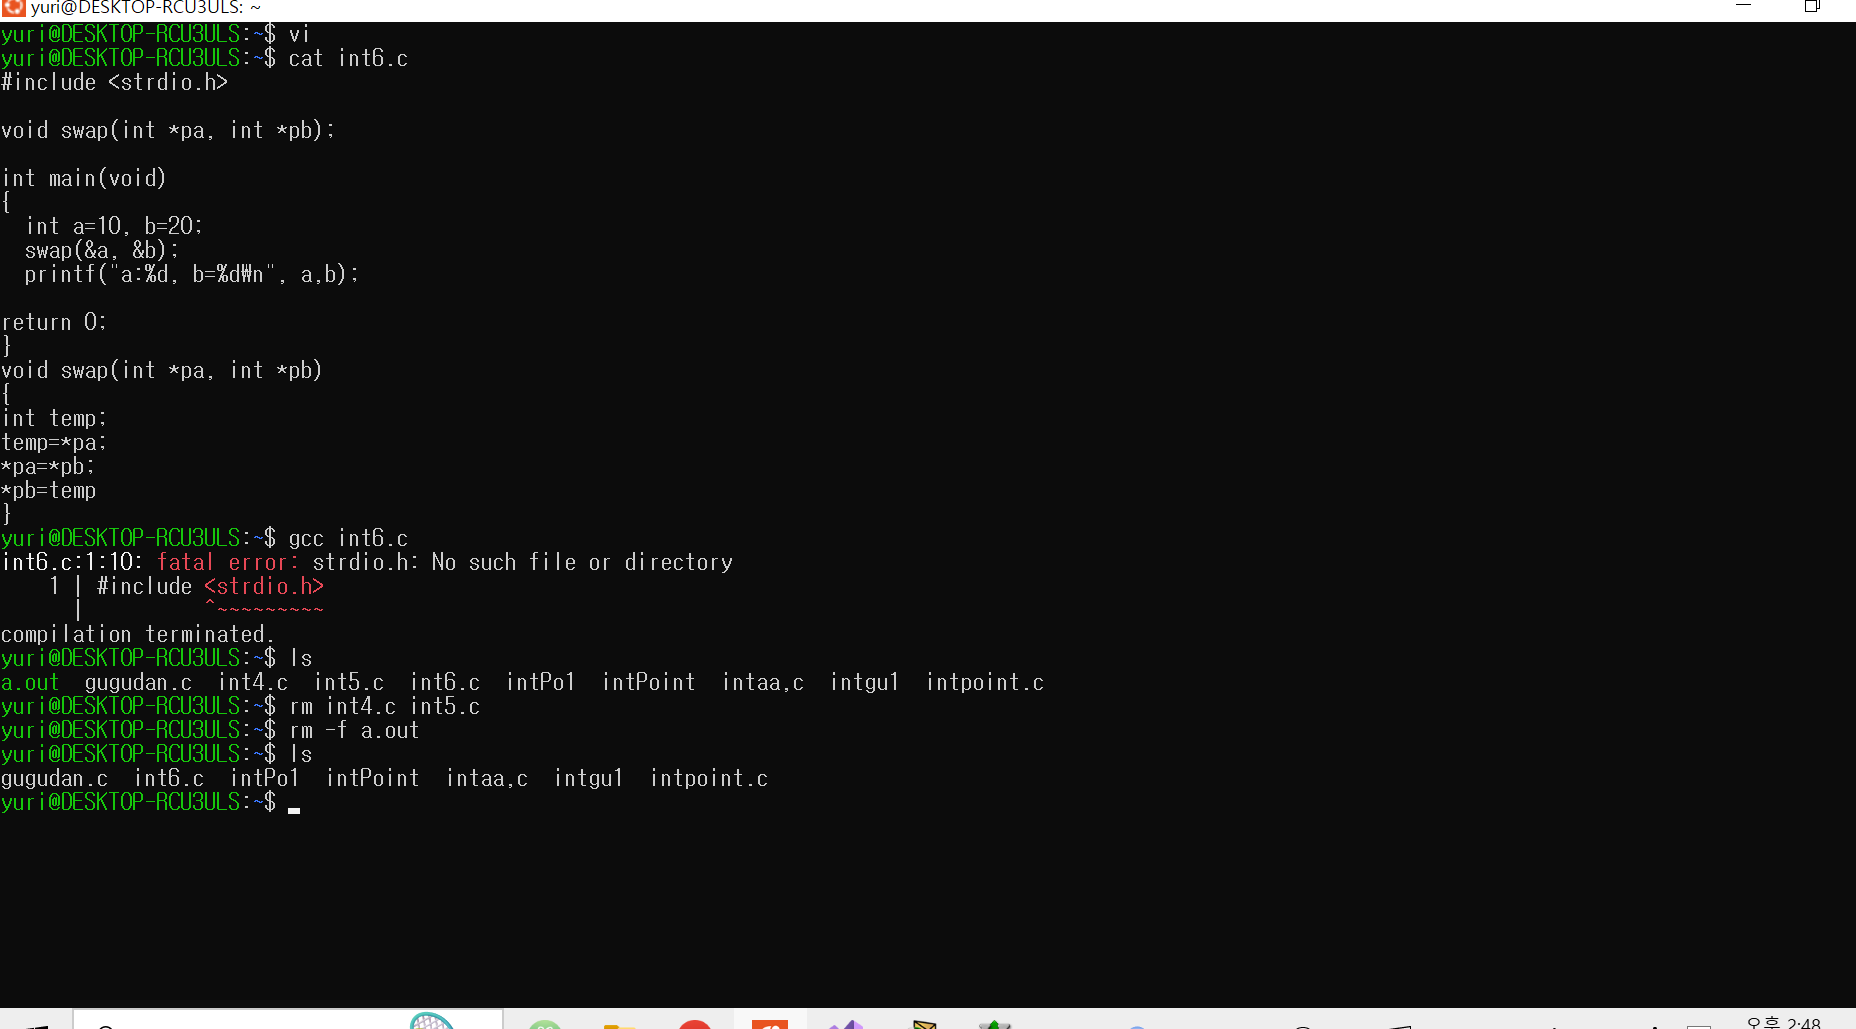 yuri@DESKTOP-RCU3ULS: ~
yuri@DESKTOP-RCU3ULS:~$ vi
yuri@DESKTOP-RCU3ULS:~$ cat int6.c
#include <strdio.h>
void swap(int *pa, int *pb);
int main(void)
{
int a=10, b=20;
swap(&a, &b);
printf("a:%d, b=%d₩n", a,b);
return 0;
}
void swap(int *pa, int *pb)
{
int temp;
temp=*pa;
*pa=*pb;
*pb=temp
}
yuri@DESKTOP-RCU3ULS:~$ gcc int6.c
int6.c:1:10: fatal error: strdio.h: No such file or directory
1 | #include <strdio.h>
| ^~~~~~~~~~
compilation terminated.
yuri@DESKTOP-RCU3ULS:~$ ls
a.out gugudan.c int4.c int5.c int6.c intPo1 intPoint intaa,c intgu1 intpoint.c
yuri@DESKTOP-RCU3ULS:~$ rm int4.c int5.c
yuri@DESKTOP-RCU3ULS:~$ rm -f a.out
yuri@DESKTOP-RCU3ULS:~$ ls
gugudan.c int6.c intPo1 intPoint intaa,c intgu1 intpoint.c
yuri@DESKTOP-RCU3ULS:~$
오후 2:48